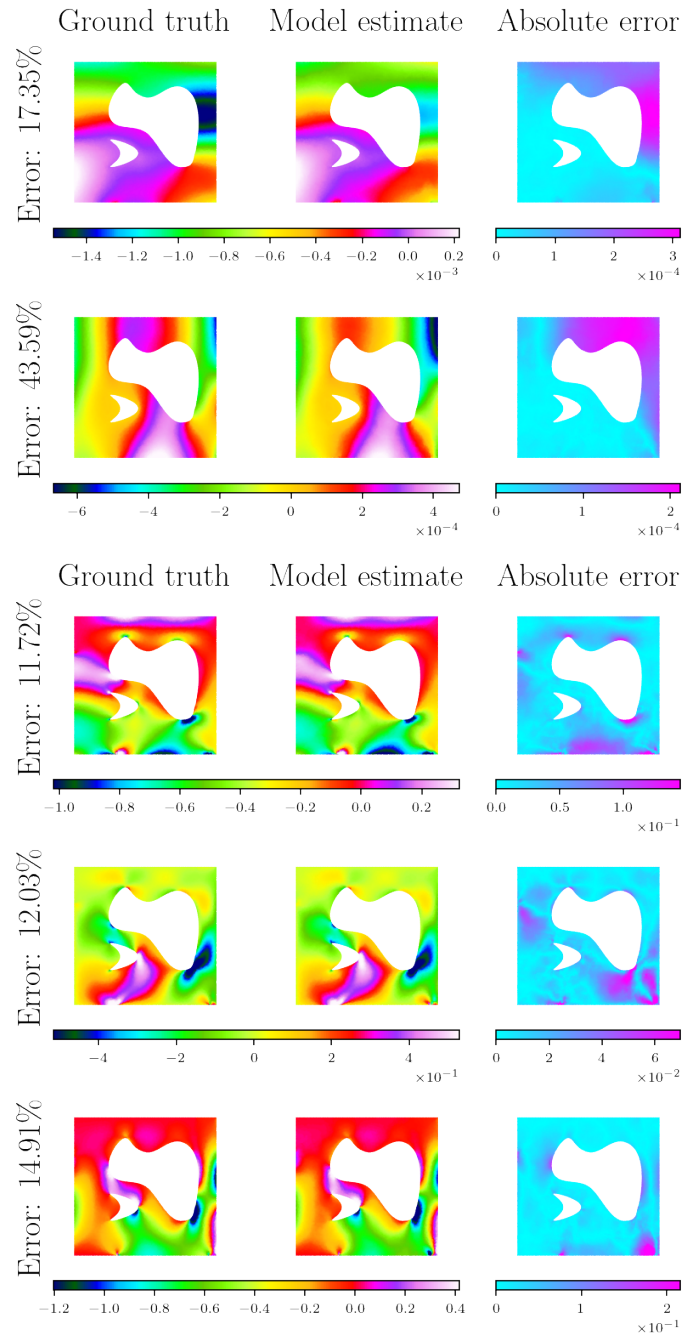 Ground truth Model estimate Absolute error
Error: 17.35%
−1.4 −1.2 −1.0 −0.8 −0.6 −0.4 −0.2 0.0 0.2
×10⁻³
0 1 2 3
×10⁻⁴
Error: 43.59%
−6 −4 −2 0 2 4
×10⁻⁴
0 1 2
×10⁻⁴
Ground truth Model estimate Absolute error
Error: 11.72%
−1.0 −0.8 −0.6 −0.4 −0.2 0.0 0.2
0.0 0.5 1.0
×10⁻¹
Error: 12.03%
−4 −2 0 2 4
×10⁻¹
0 2 4 6
×10⁻²
Error: 14.91%
−1.2 −1.0 −0.8 −0.6 −0.4 −0.2 0.0 0.2 0.4
0 1 2
×10⁻¹